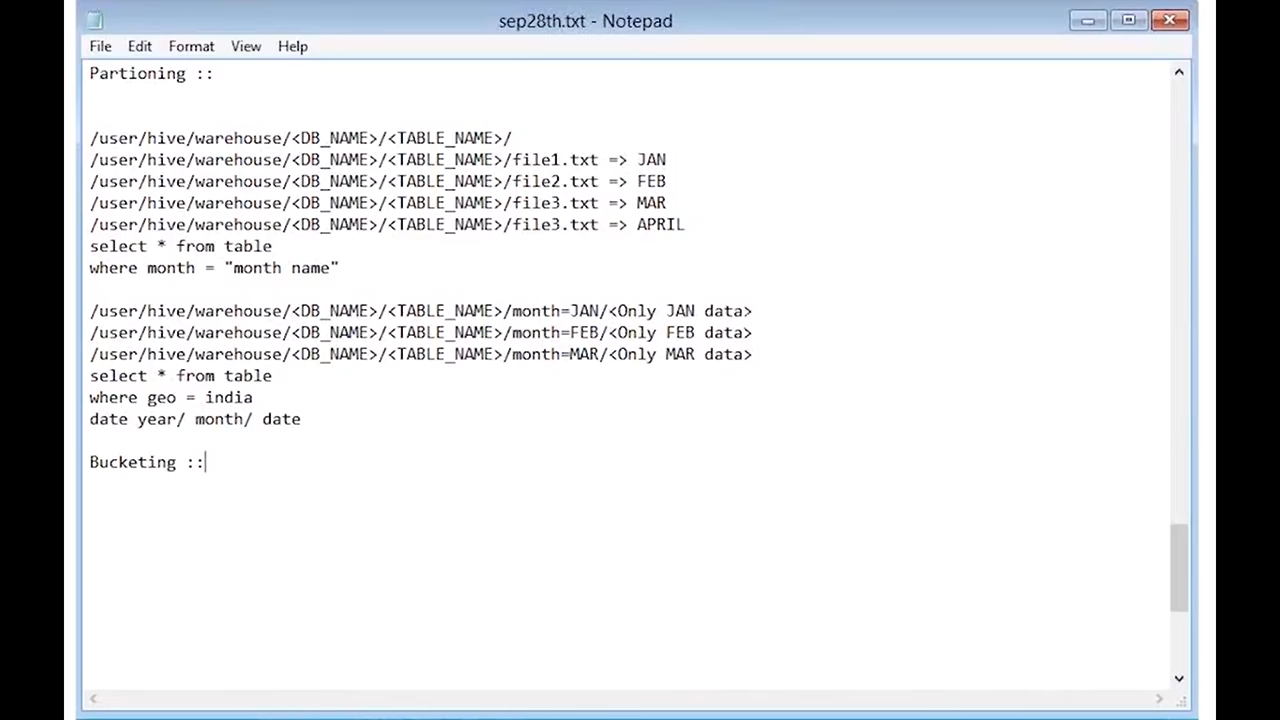 sep28th.txt - Notepad
File Edit Format View Help
Partioning ::
/user/hive/warehouse/<DB_NAME>/<TABLE_NAME>/
/user/hive/warehouse/<DB_NAME>/<TABLE_NAME>/file1.txt => JAN
/user/hive/warehouse/<DB_NAME>/<TABLE_NAME>/file2.txt => FEB
/user/hive/warehouse/<DB_NAME>/<TABLE_NAME>/file3.txt => MAR
/user/hive/warehouse/<DB_NAME>/<TABLE_NAME>/file3.txt => APRIL
select * from table
where month = "month name"
/user/hive/warehouse/<DB_NAME>/<TABLE_NAME>/month=JAN/<Only JAN data>
/user/hive/warehouse/<DB_NAME>/<TABLE_NAME>/month=FEB/<Only FEB data>
/user/hive/warehouse/<DB_NAME>/<TABLE_NAME>/month=MAR/<Only MAR data>
select * from table
where geo = india
date year/ month/ date
Bucketing ::